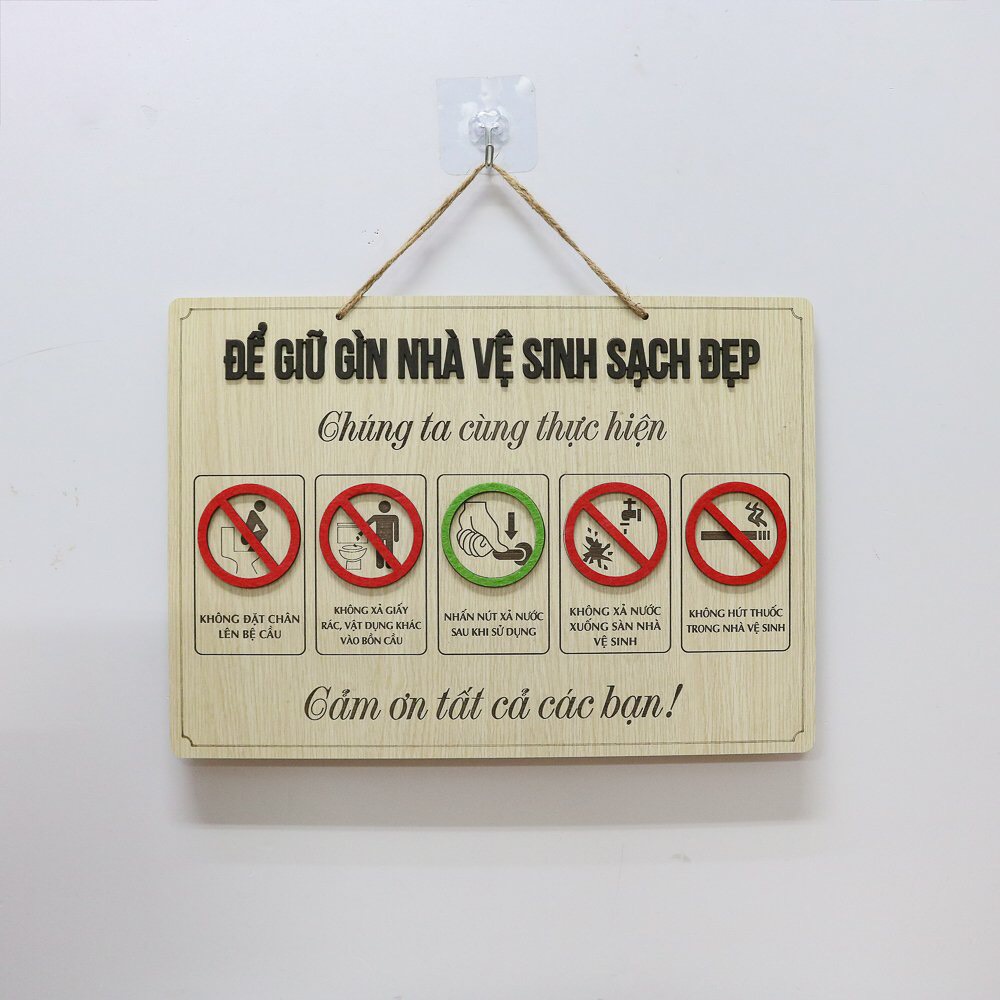 ĐỂ GIỮ GÌN NHÀ VỆ SINH SẠCH ĐẸP
Chúng ta cùng thực hiện
KHÔNG ĐẶT CHÂN
LÊN BỆ CẦU
KHÔNG XẢ GIẤY
RÁC, VẬT DỤNG KHÁC
VÀO BỒN CẦU
NHẤN NÚT XẢ NƯỚC
SAU KHI SỬ DỤNG
KHÔNG XẢ NƯỚC
XUỐNG SÀN NHÀ
VỆ SINH
KHÔNG HÚT THUỐC
TRONG NHÀ VỆ SINH
Cảm ơn tất cả các bạn!